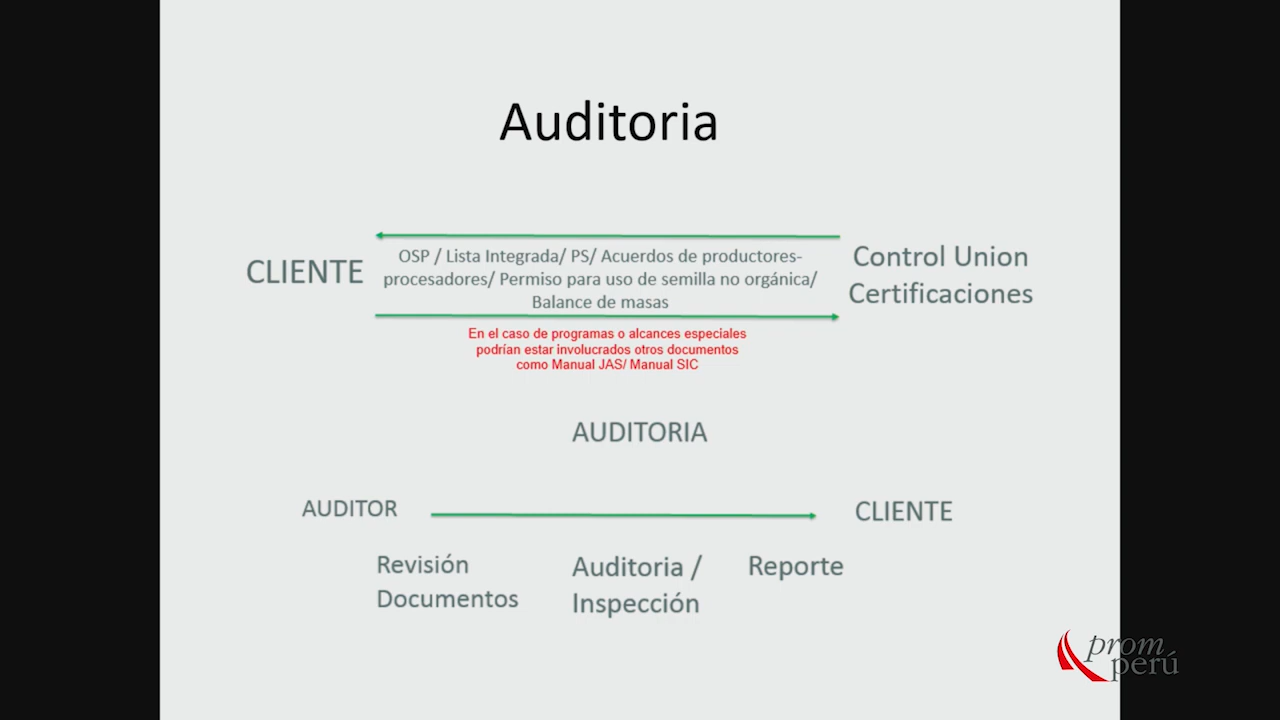 Auditoria
CLIENTE
OSP / Lista Integrada/ PS/ Acuerdos de productores-
procesadores/ Permiso para uso de semilla no orgánica/
Balance de masas
Control Union
Certificaciones
En el caso de programas o alcances especiales
podrían estar involucrados otros documentos
como Manual JAS/ Manual SIC
AUDITORIA
AUDITOR
CLIENTE
Revisión
Documentos
Auditoria /
Inspección
Reporte
prom
perú